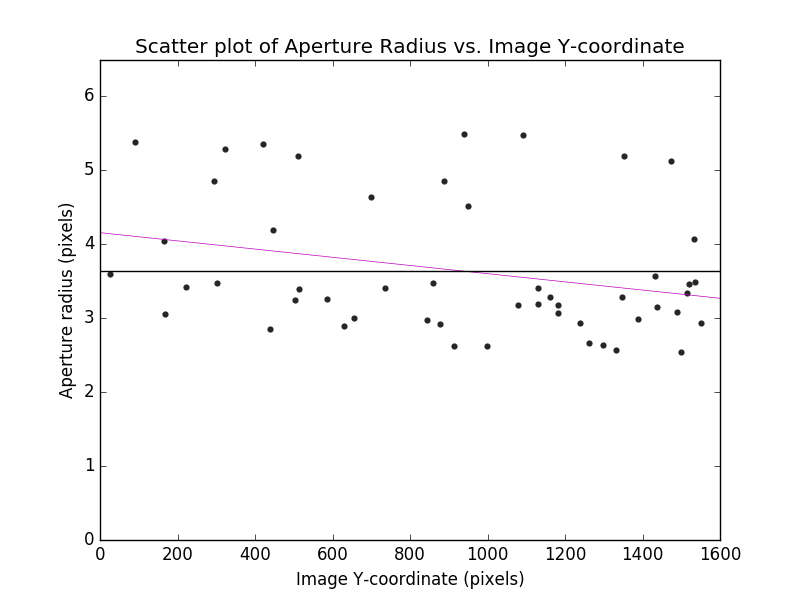 Scatter plot of Aperture Radius vs. Image Y-coordinate
Aperture radius (pixels)
6
5
4
3
2
1
0
0 200 400 600 800 1000 1200 1400 1600
Image Y-coordinate (pixels)